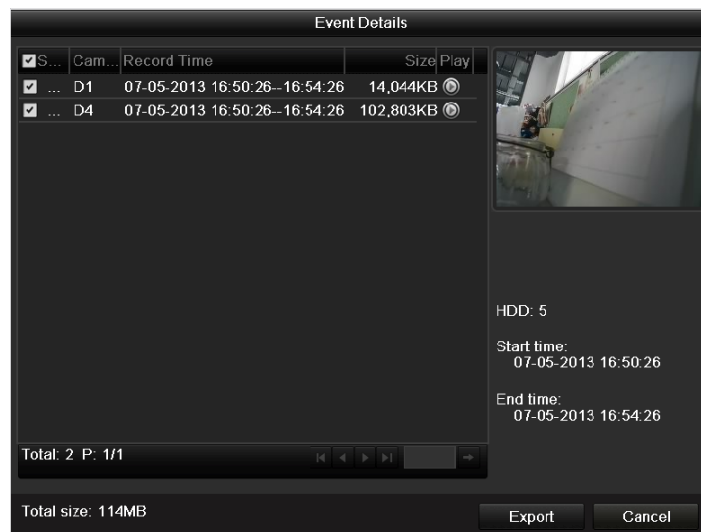 Event Details
S... Cam... Record Time Size Play
... D1 07-05-2013 16:50:26--16:54:26 14,044KB
... D4 07-05-2013 16:50:26--16:54:26 102,803KB
HDD: 5
Start time:
07-05-2013 16:50:26
End time:
07-05-2013 16:54:26
Total: 2 P: 1/1
Total size: 114MB
Export Cancel